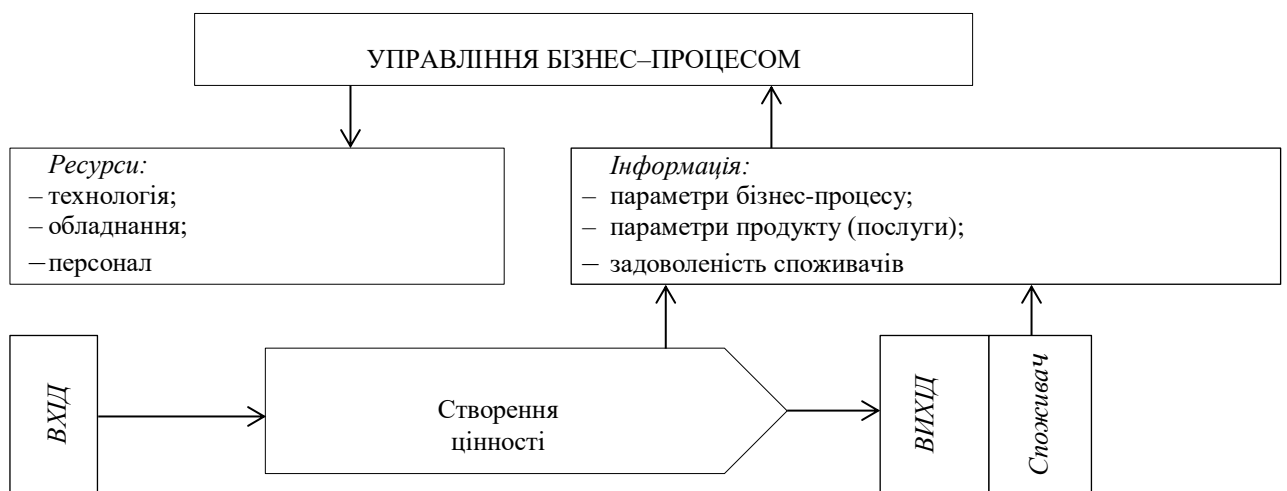 УПРАВЛІННЯ БІЗНЕС–ПРОЦЕСОМ
Ресурси:
– технологія;
– обладнання;
– персонал
Інформація:
– параметри бізнес-процесу;
– параметри продукту (послуги);
– задоволеність споживачів
ВХІД
Створення
цінності
ВИХІД
Споживач